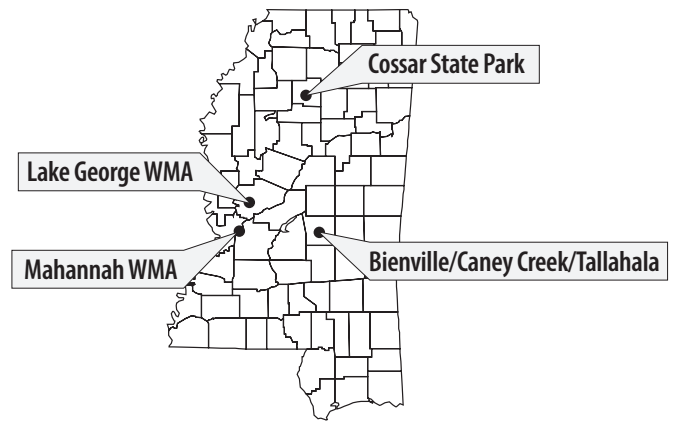 Cossar State Park
Lake George WMA
Mahannah WMA
Bienville/Caney Creek/Tallahala